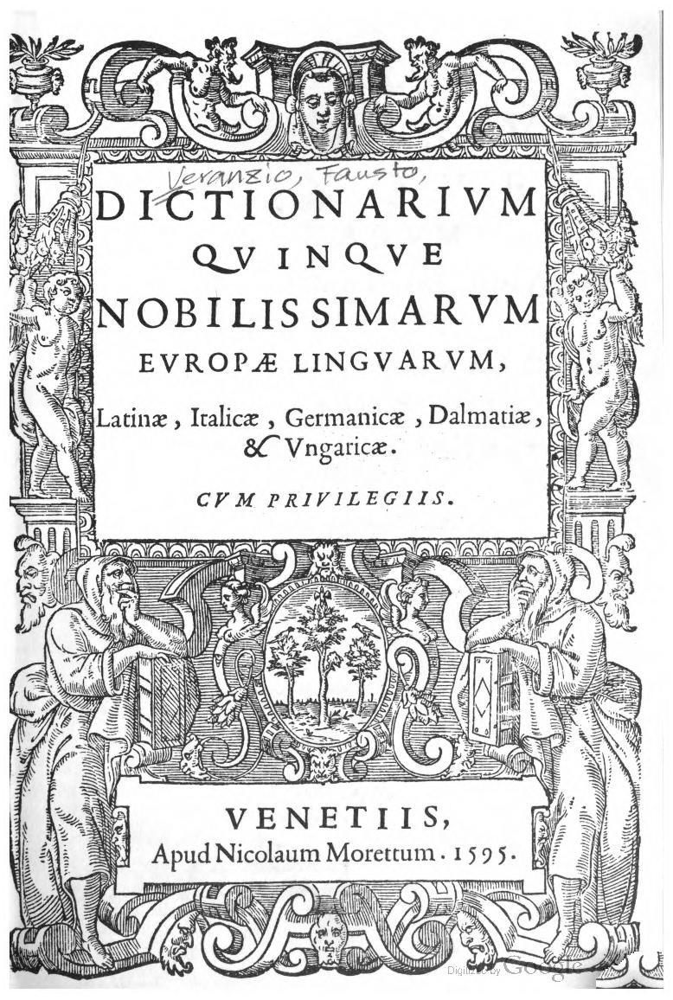 Veranzio, Fausto,
DICTIONARIVM
QVINQVE
NOBILISSIMARVM
EVROPÆ LINGVARVM,
Latinæ, Italicæ, Germanicæ, Dalmatiæ,
& Vngaricæ.
CVM PRIVILEGIIS.
VENETIIS,
Apud Nicolaum Morettum. 1595.
Digitized by Google